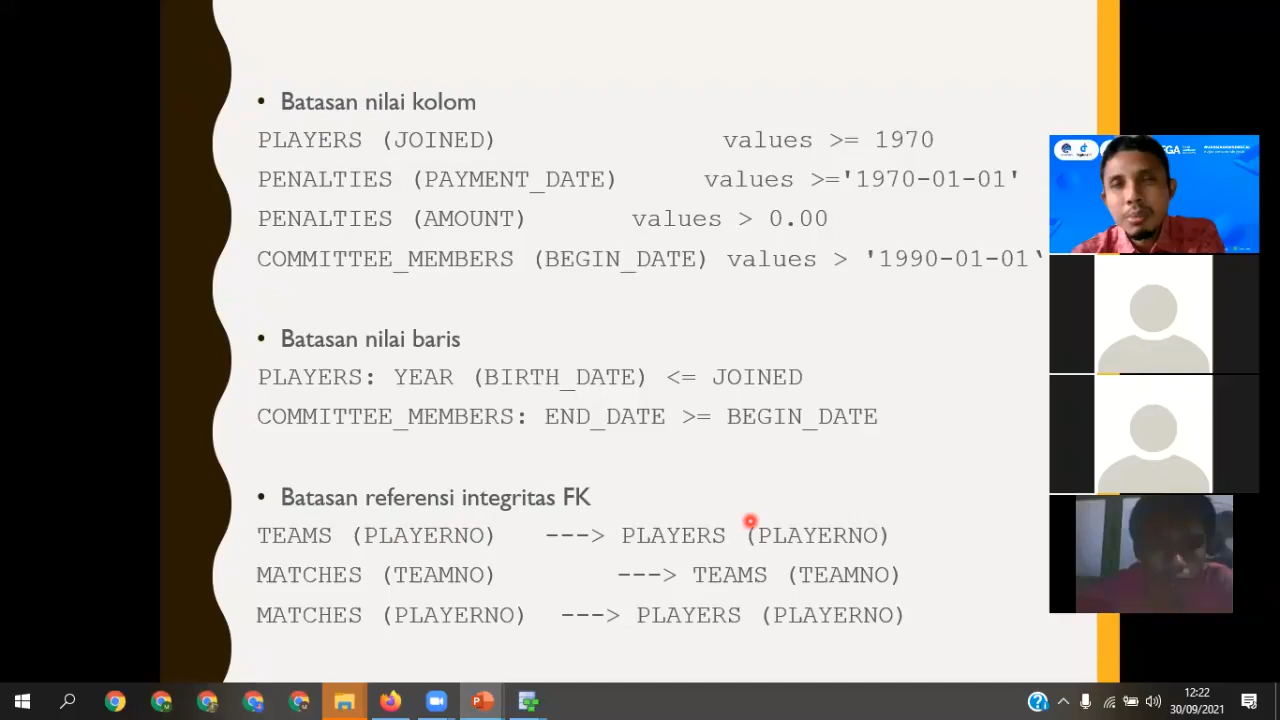 • Batasan nilai kolom
PLAYERS (JOINED) values >= 1970
PENALTIES (PAYMENT_DATE) values >='1970-01-01'
PENALTIES (AMOUNT) values > 0.00
COMMITTEE_MEMBERS (BEGIN_DATE) values > '1990-01-01‵
• Batasan nilai baris
PLAYERS: YEAR (BIRTH_DATE) <= JOINED
COMMITTEE_MEMBERS: END_DATE >= BEGIN_DATE
• Batasan referensi integritas FK
TEAMS (PLAYERNO) ---> PLAYERS (PLAYERNO)
MATCHES (TEAMNO) ---> TEAMS (TEAMNO)
MATCHES (PLAYERNO) ---> PLAYERS (PLAYERNO)
12:22
30/09/2021